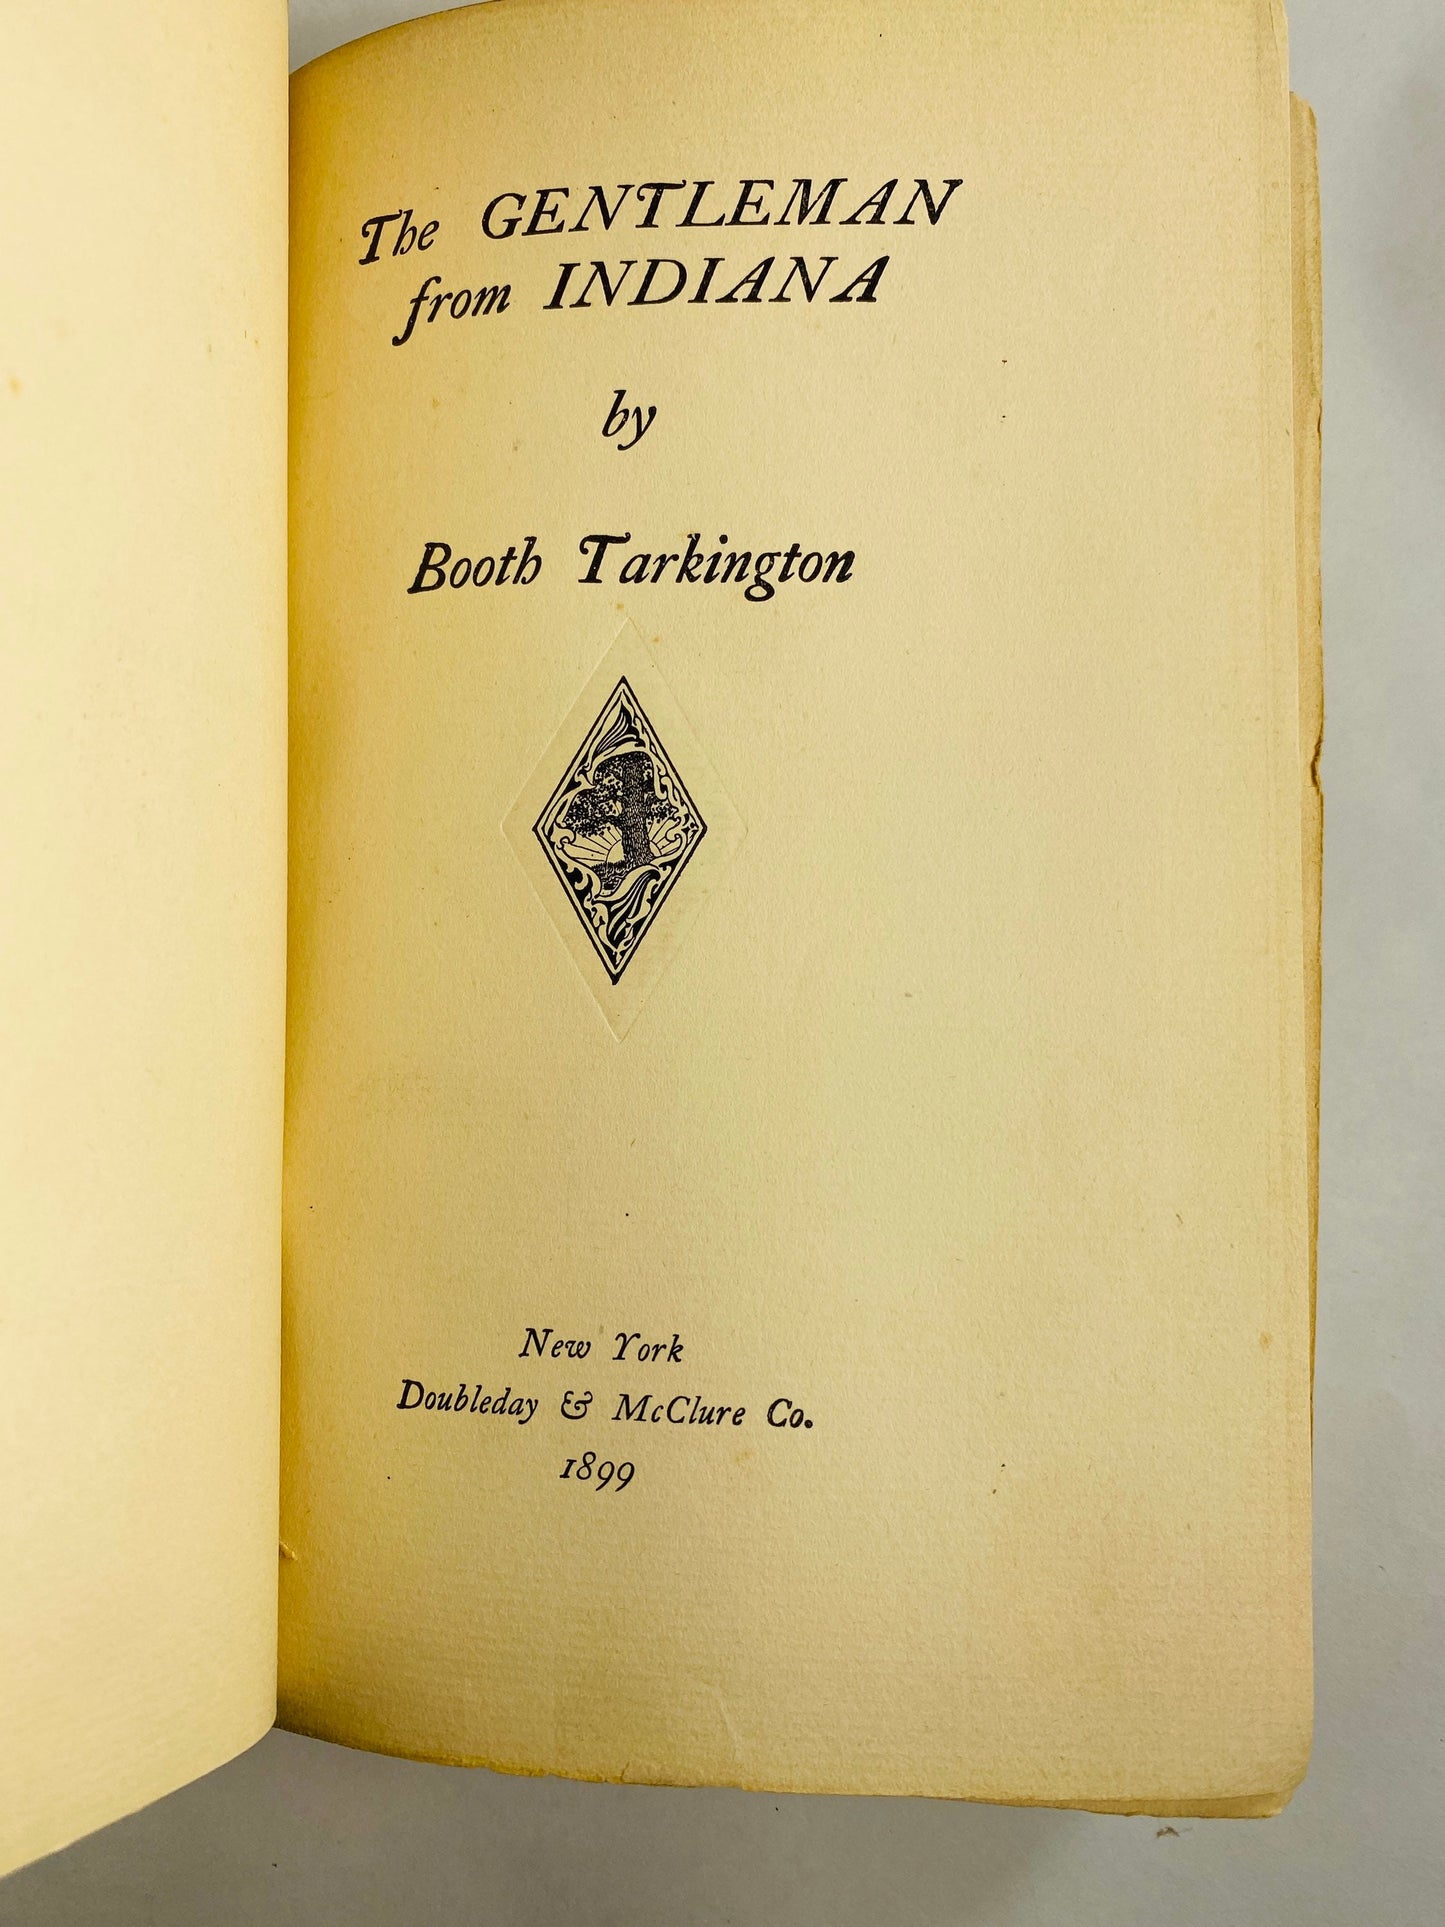 The GENTLEMAN
from INDIANA
by
Booth Tarkington
New York
Doubleday & McClure Co.
1899